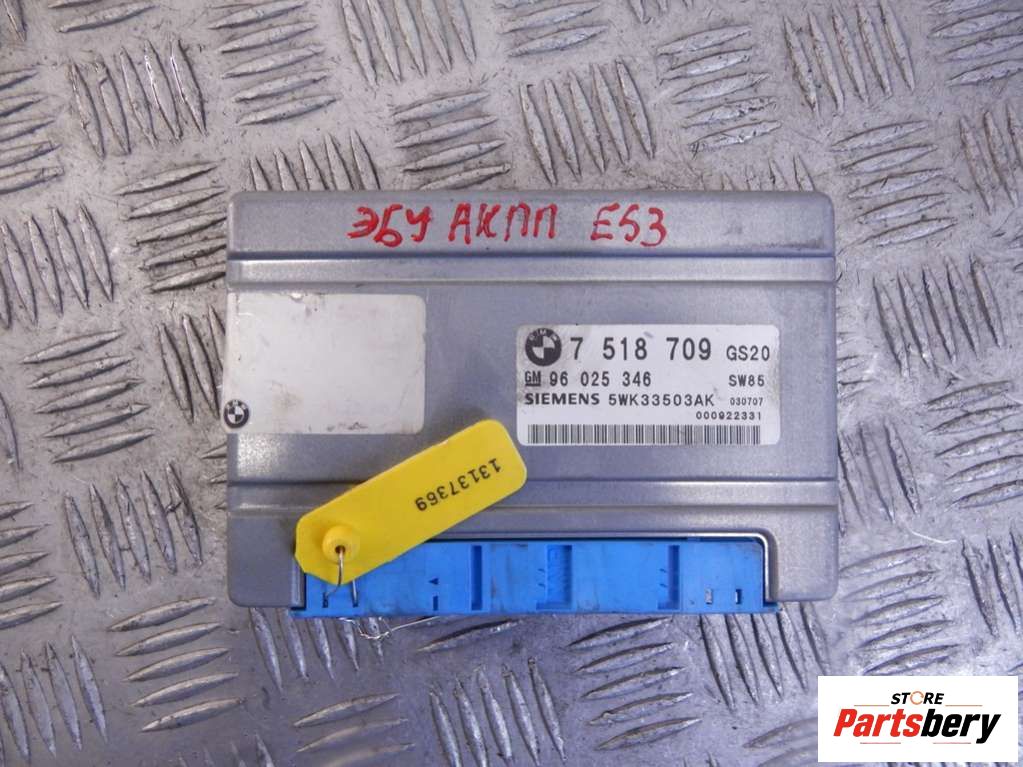 ЭБУ АКПП E53
BMW 7 518 709 GS20
GM 96 025 346 SW85
SIEMENS 5WK33503AK 030707
000922331
13137369
STORE
Partsbery